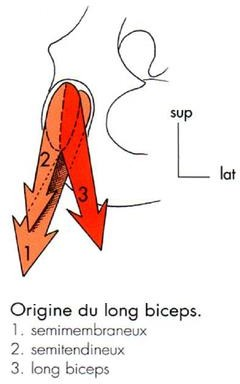 sup
lat
2
3
1
Origine du long biceps.
1. semimembraneux
2. semitendineux
3. long biceps